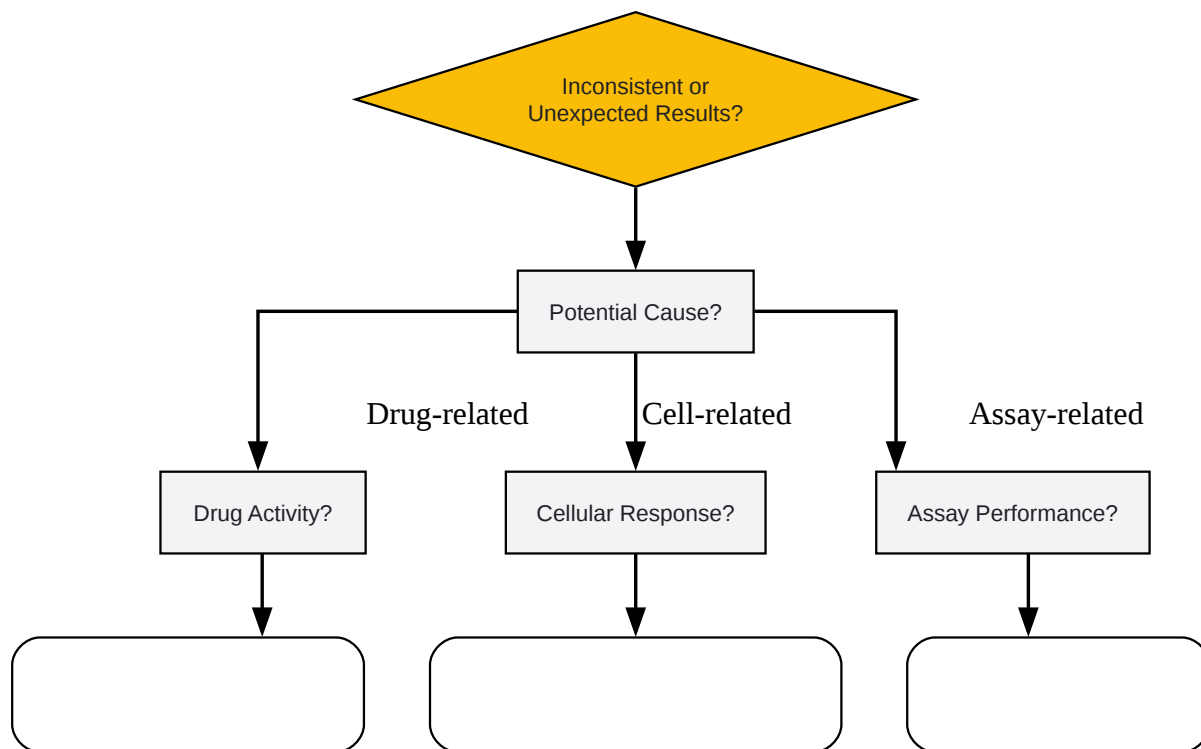 Inconsistent or
Unexpected Results?
Potential Cause?
Drug-related
Cell-related
Assay-related
Drug Activity?
Cellular Response?
Assay Performance?